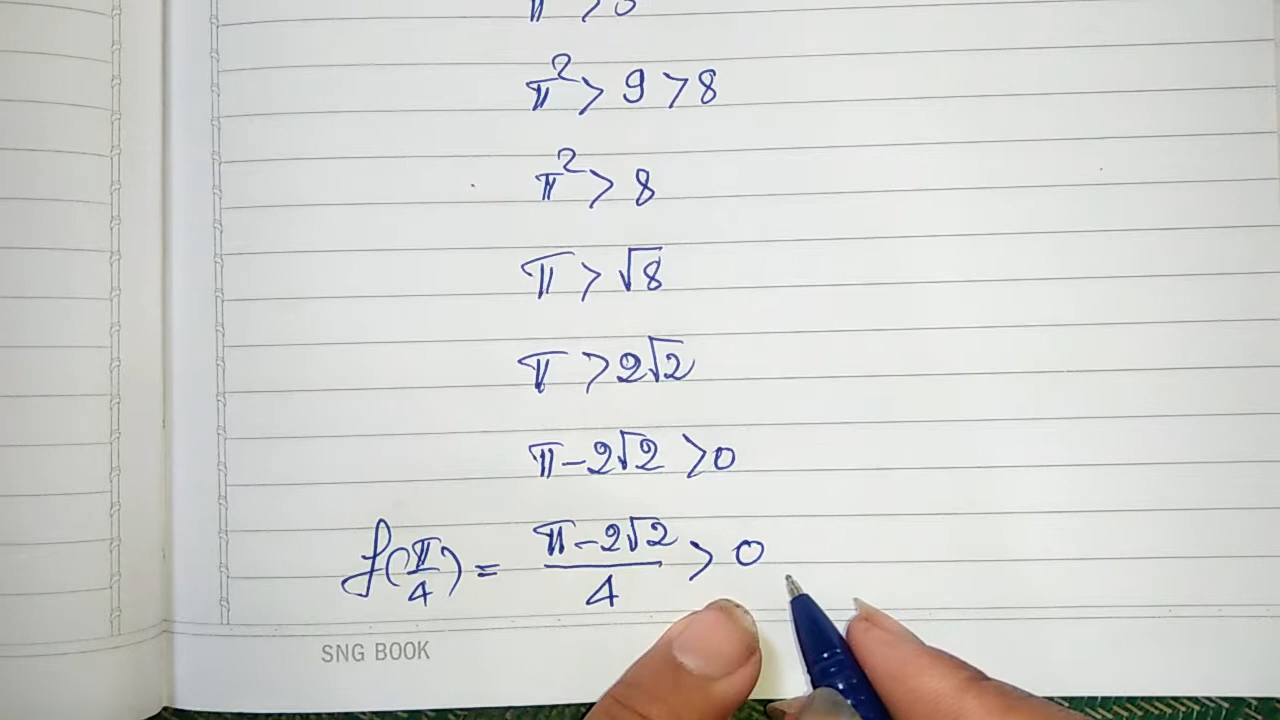 π² > 9 > 8
π² > 8
π > √8
π > 2√2
π - 2√2 > 0
f(π/4) = (π - 2√2)/4 > 0
SNG BOOK